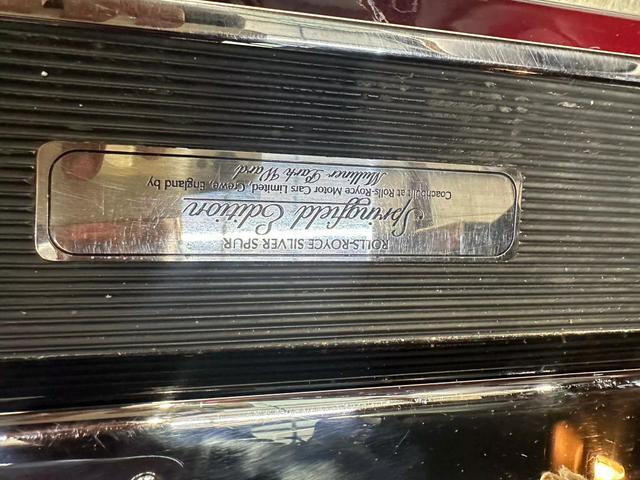 ROLLS-ROYCE SILVER SPUR
Springfield Edition
Coachbuilt at Rolls-Royce Motor Cars Limited, Crewe, England by
Mulliner Park Ward